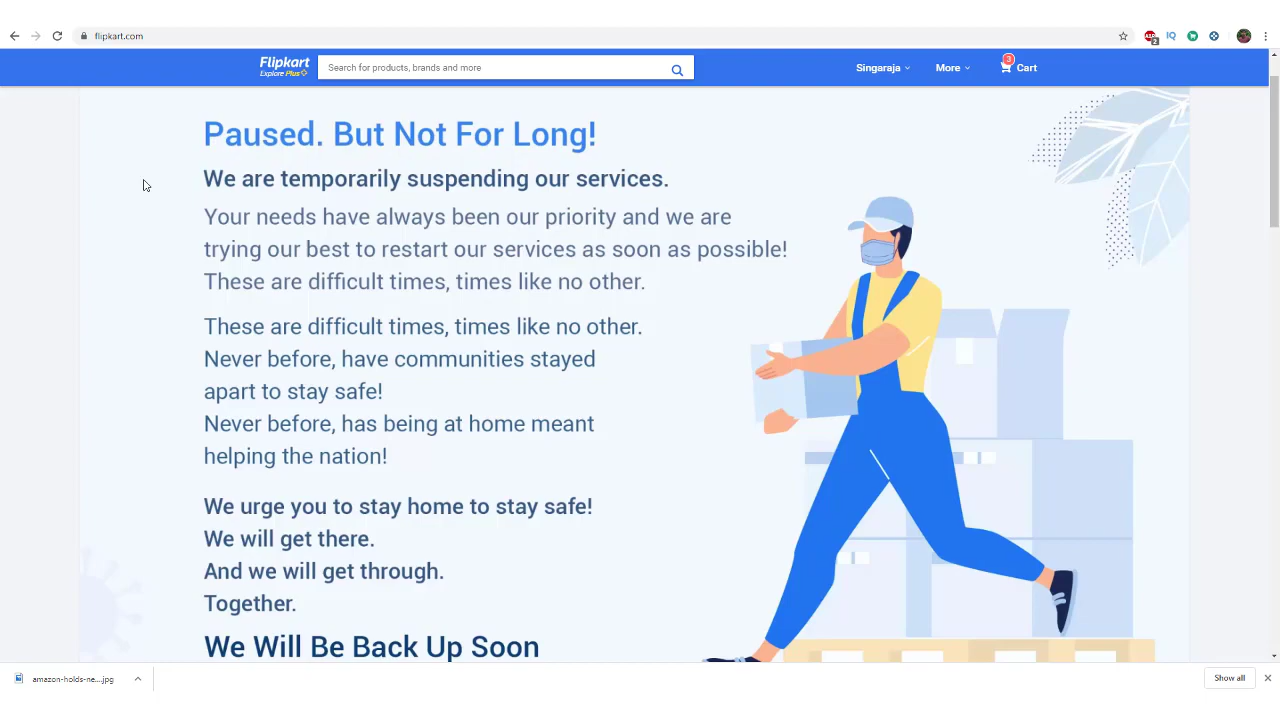 flipkart.com
Flipkart
Explore Plus
Search for products, brands and more
Singaraja
More
3
Cart
2
IQ
Paused. But Not For Long!
We are temporarily suspending our services.
Your needs have always been our priority and we are
trying our best to restart our services as soon as possible!
These are difficult times, times like no other.
These are difficult times, times like no other.
Never before, have communities stayed
apart to stay safe!
Never before, has being at home meant
helping the nation!
We urge you to stay home to stay safe!
We will get there.
And we will get through.
Together.
We Will Be Back Up Soon
amazon-holds-ne....jpg
Show all